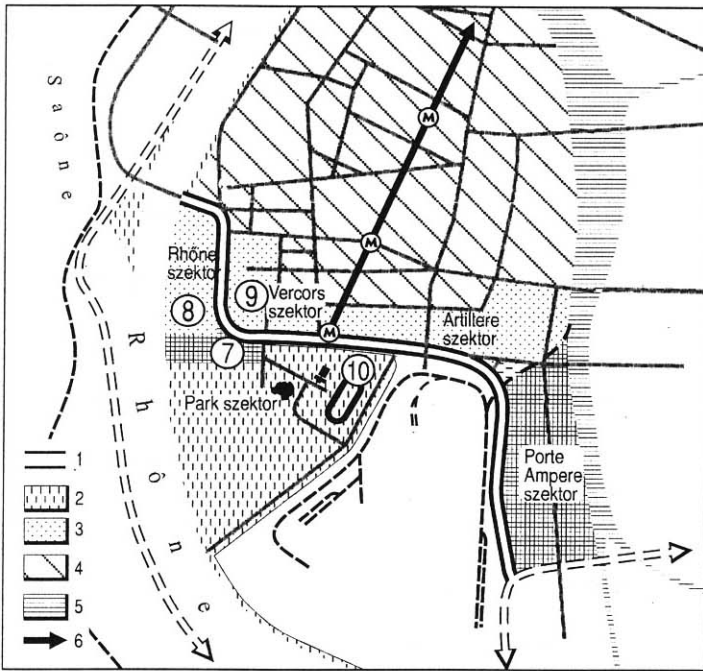 Saône
Rhône
M
M
M
Rhône
szektor
9
8
Vercors
szektor
Artillere
szektor
7
10
Park szektor
Porte
Ampere
szektor
1
2
3
4
5
6